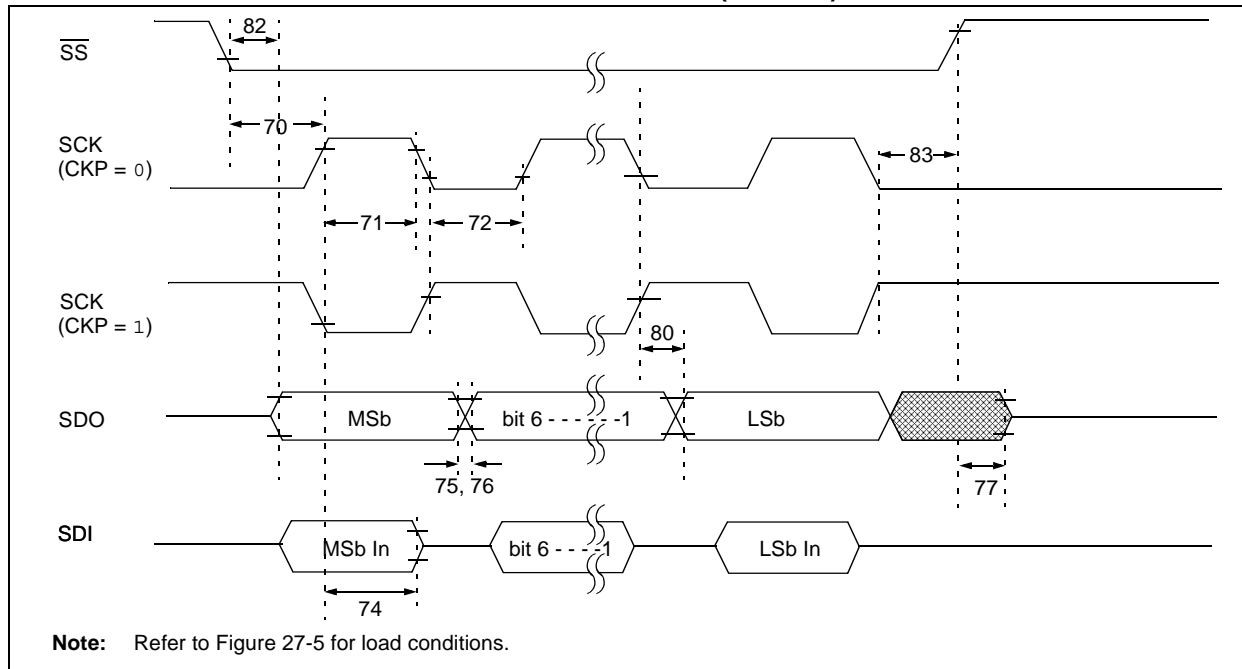 82
SS
70
SCK
(CKP = 0)
83
71
72
SCK
(CKP = 1)
80
SDO
MSb
bit 6 - - - - - -1
LSb
75, 76
77
SDI
MSb In
bit 6 - - - -1
LSb In
74
Note: Refer to Figure 27-5 for load conditions.